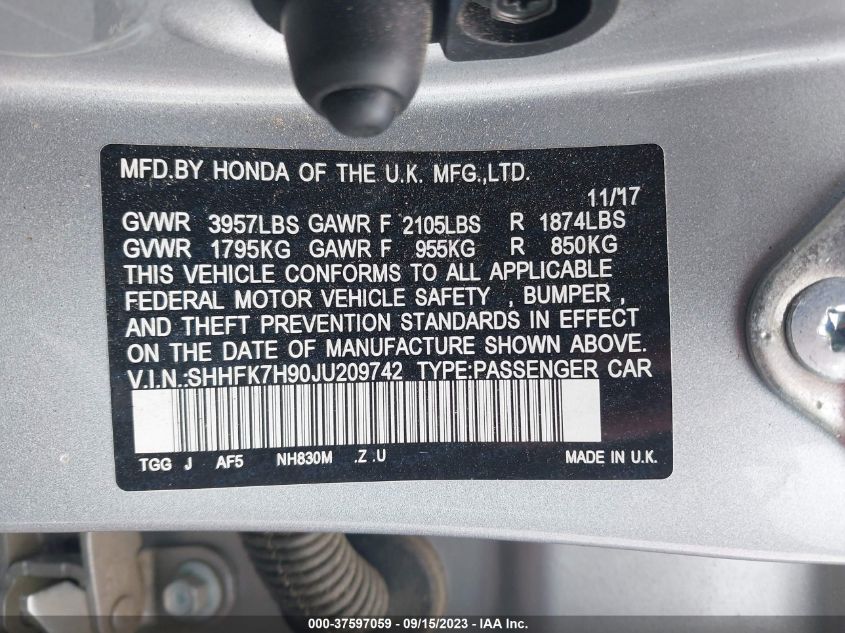 MFD.BY HONDA OF THE U.K. MFG.,LTD.
11/'17
GVWR 3957LBS GAWR F 2105LBS R 1874LBS
GVWR 1795KG GAWR F 955KG R 850KG
THIS VEHICLE CONFORMS TO ALL APPLICABLE
FEDERAL MOTOR VEHICLE SAFETY , BUMPER ,
AND THEFT PREVENTION STANDARDS IN EFFECT
ON THE DATE OF MANUFACTURE SHOWN ABOVE.
V.I.N.:SHHFK7H90JU209742 TYPE:PASSENGER CAR
TGG J AF5 NH830M .Z .U MADE IN U.K.
000-37597059 - 09/15/2023 - IAA Inc.